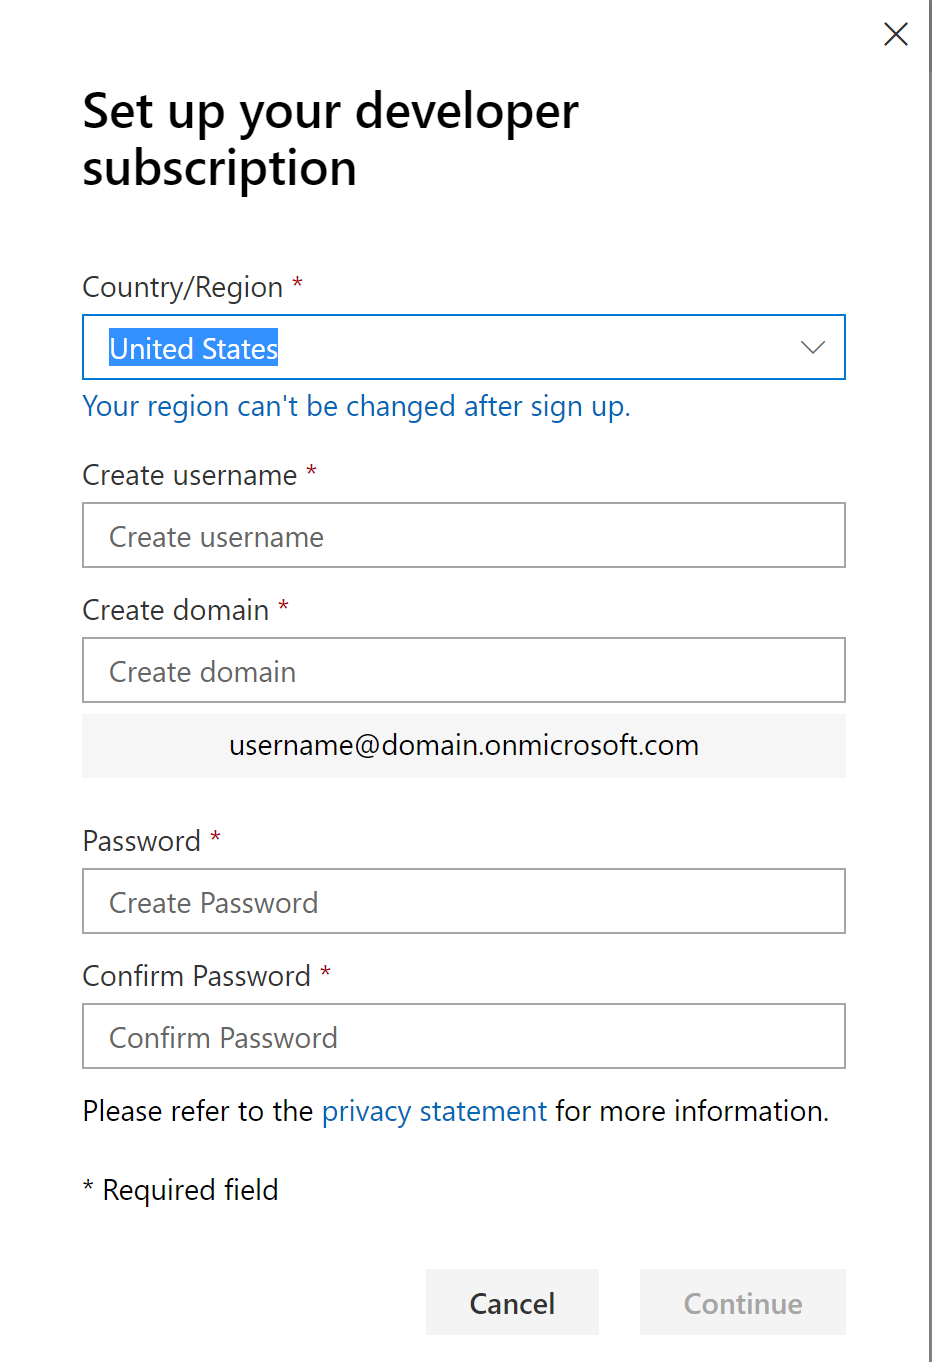 Set up your developer
subscription
Country/Region *
United States
Your region can't be changed after sign up.
Create username *
Create username
Create domain *
Create domain
username@domain.onmicrosoft.com
Password *
Create Password
Confirm Password *
Confirm Password
Please refer to the privacy statement for more information.
* Required field
Cancel Continue